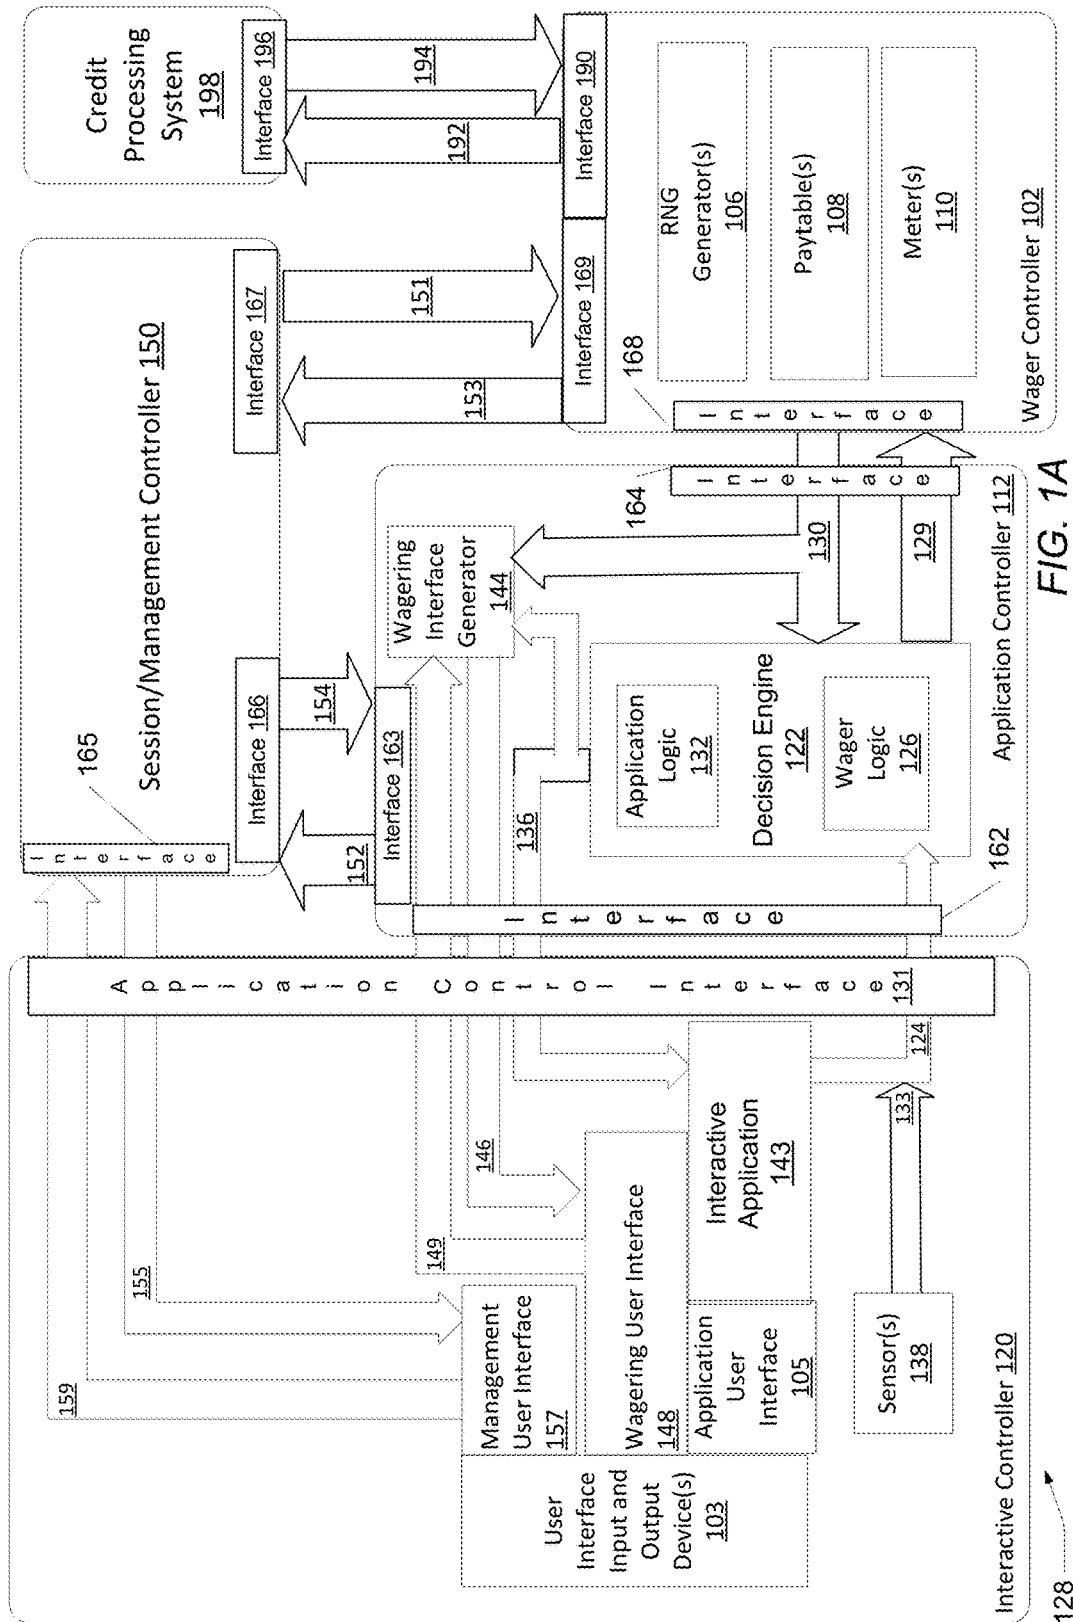 Credit
Processing
System
198
Interface 196
194
192
Interface 190
Session/Management Controller 150
Interface 167
151
153
Interface 169
RNG
Generator(s)
106
Paytable(s)
108
Meter(s)
110
Wager Controller 102
168
Interface
164
Interface
165
Interface
Interface 166
154
152
Interface 163
Wagering
Interface
Generator
144
130
129
136
Decision Engine
122
Application
Logic
132
Wager
Logic
126
Application Controller 112
162
Interface
Application Control Interface 131
159
155
149
146
124
133
Management
User Interface
157
Wagering User Interface
148
Interactive
Application
143
Application
User
Interface
105
User
Interface
Input and
Output
Device(s)
103
Sensor(s)
138
Interactive Controller 120
128
FIG. 1A